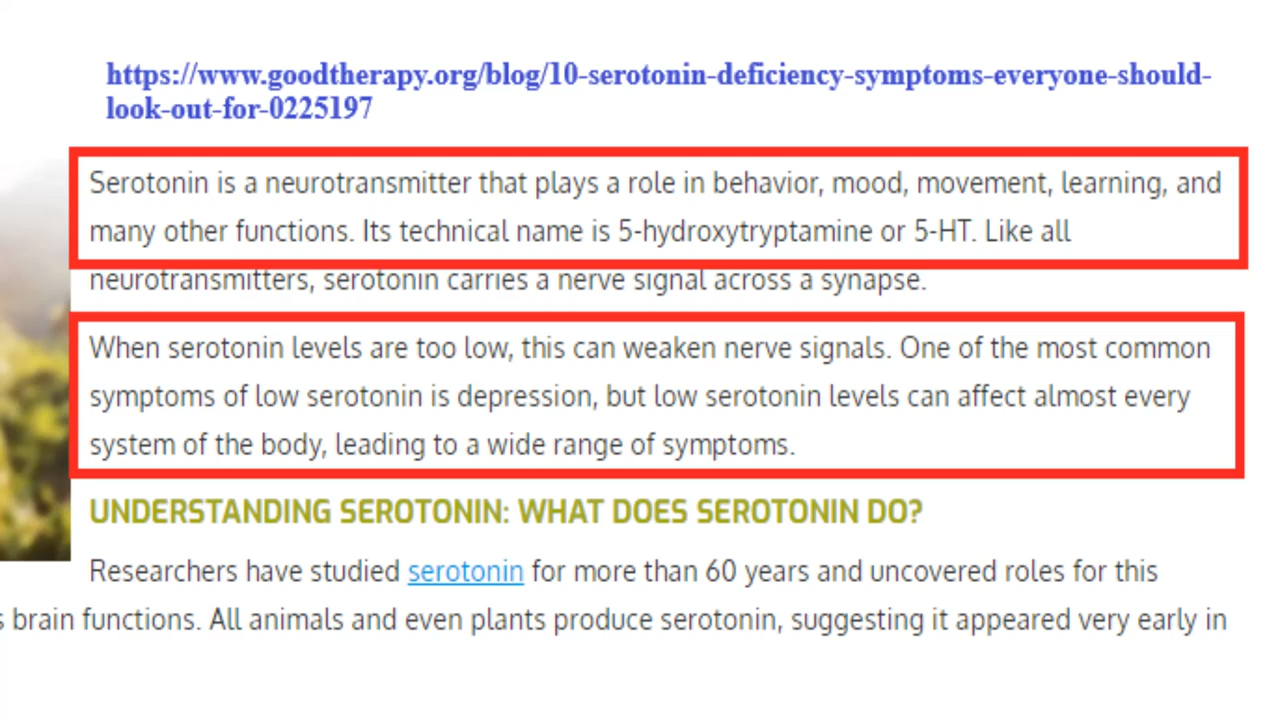 https://www.goodtherapy.org/blog/10-serotonin-deficiency-symptoms-everyone-should-
look-out-for-0225197
Serotonin is a neurotransmitter that plays a role in behavior, mood, movement, learning, and
many other functions. Its technical name is 5-hydroxytryptamine or 5-HT. Like all
neurotransmitters, serotonin carries a nerve signal across a synapse.
When serotonin levels are too low, this can weaken nerve signals. One of the most common
symptoms of low serotonin is depression, but low serotonin levels can affect almost every
system of the body, leading to a wide range of symptoms.
UNDERSTANDING SEROTONIN: WHAT DOES SEROTONIN DO?
Researchers have studied serotonin for more than 60 years and uncovered roles for this
brain functions. All animals and even plants produce serotonin, suggesting it appeared very early in